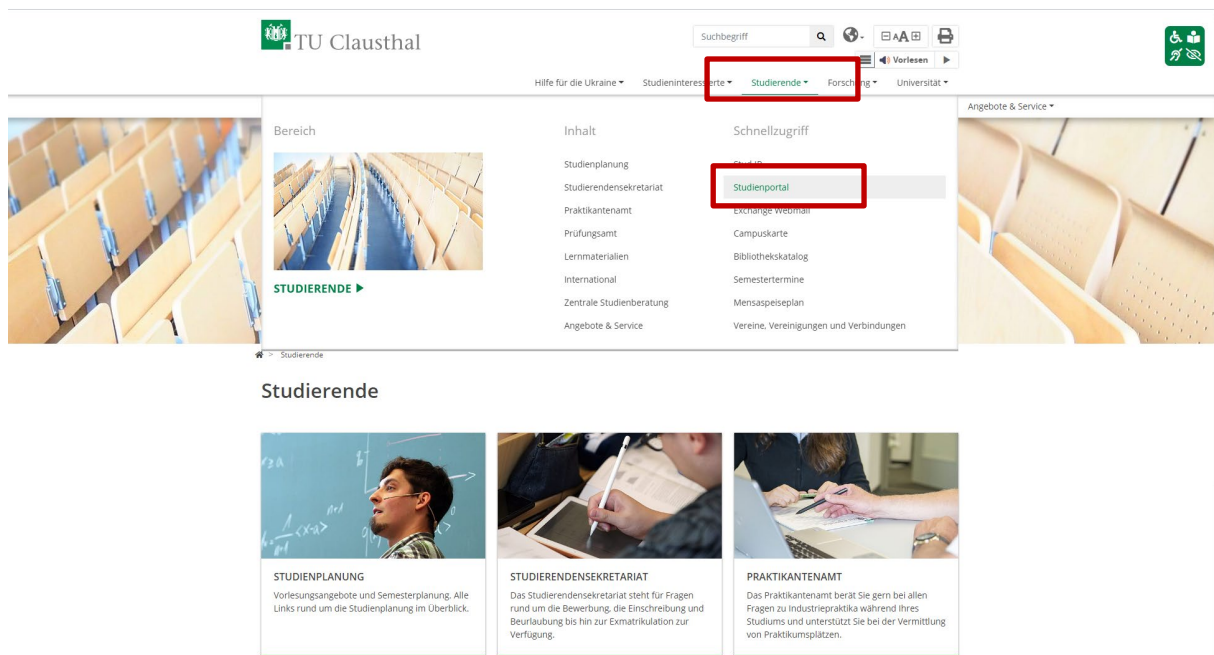 TU Clausthal
Suchbegriff
AA
Vorlesen
Hilfe für die Ukraine Studieninteressierte Studierende Forschung Universität
Angebote & Service
Bereich
STUDIERENDE
Inhalt
Studienplanung
Studierendensekretariat
Praktikantenamt
Prüfungsamt
Lernmaterialien
International
Zentrale Studienberatung
Angebote & Service
Schnellzugriff
Stud.IP
Studienportal
Exchange Webmail
Campuskarte
Bibliothekskatalog
Semestertermine
Mensaspeiseplan
Vereine, Vereinigungen und Verbindungen
> Studierende
Studierende
STUDIENPLANUNG
Vorlesungsangebote und Semesterplanung. Alle
Links rund um die Studienplanung im Überblick.
STUDIERENDENSEKRETARIAT
Das Studierendensekretariat steht für Fragen
rund um die Bewerbung, die Einschreibung und
Beurlaubung bis hin zur Exmatrikulation zur
Verfügung.
PRAKTIKANTENAMT
Das Praktikantenamt berät Sie gern bei allen
Fragen zu Industriepraktika während Ihres
Studiums und unterstützt Sie bei der Vermittlung
von Praktikumsplätzen.